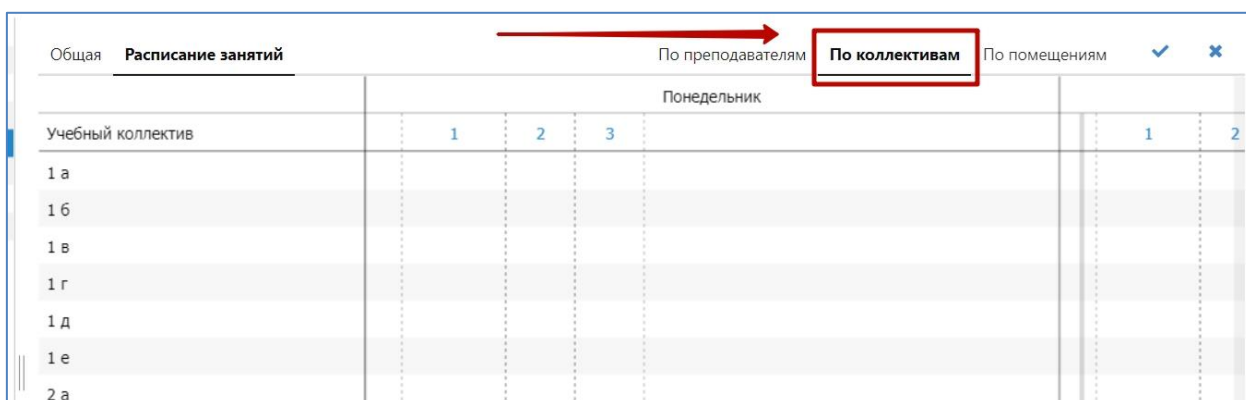 Общая Расписание занятий По преподавателям По коллективам По помещениям
Понедельник
Учебный коллектив 1 2 3 1 2
1 а
1 б
1 в
1 г
1 д
1 е
2 а